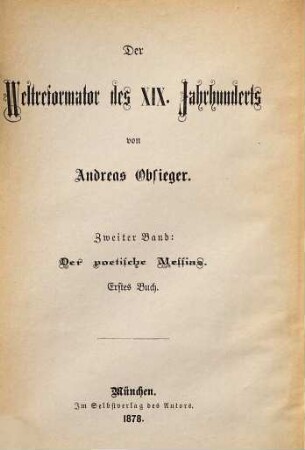 Der
Weltreformator des XIX. Jahrhunderts
von
Andreas Obsieger.
Zweiter Band:
Der poetische Messias.
Erstes Buch.
München.
Im Selbstverlag des Autors.
1878.